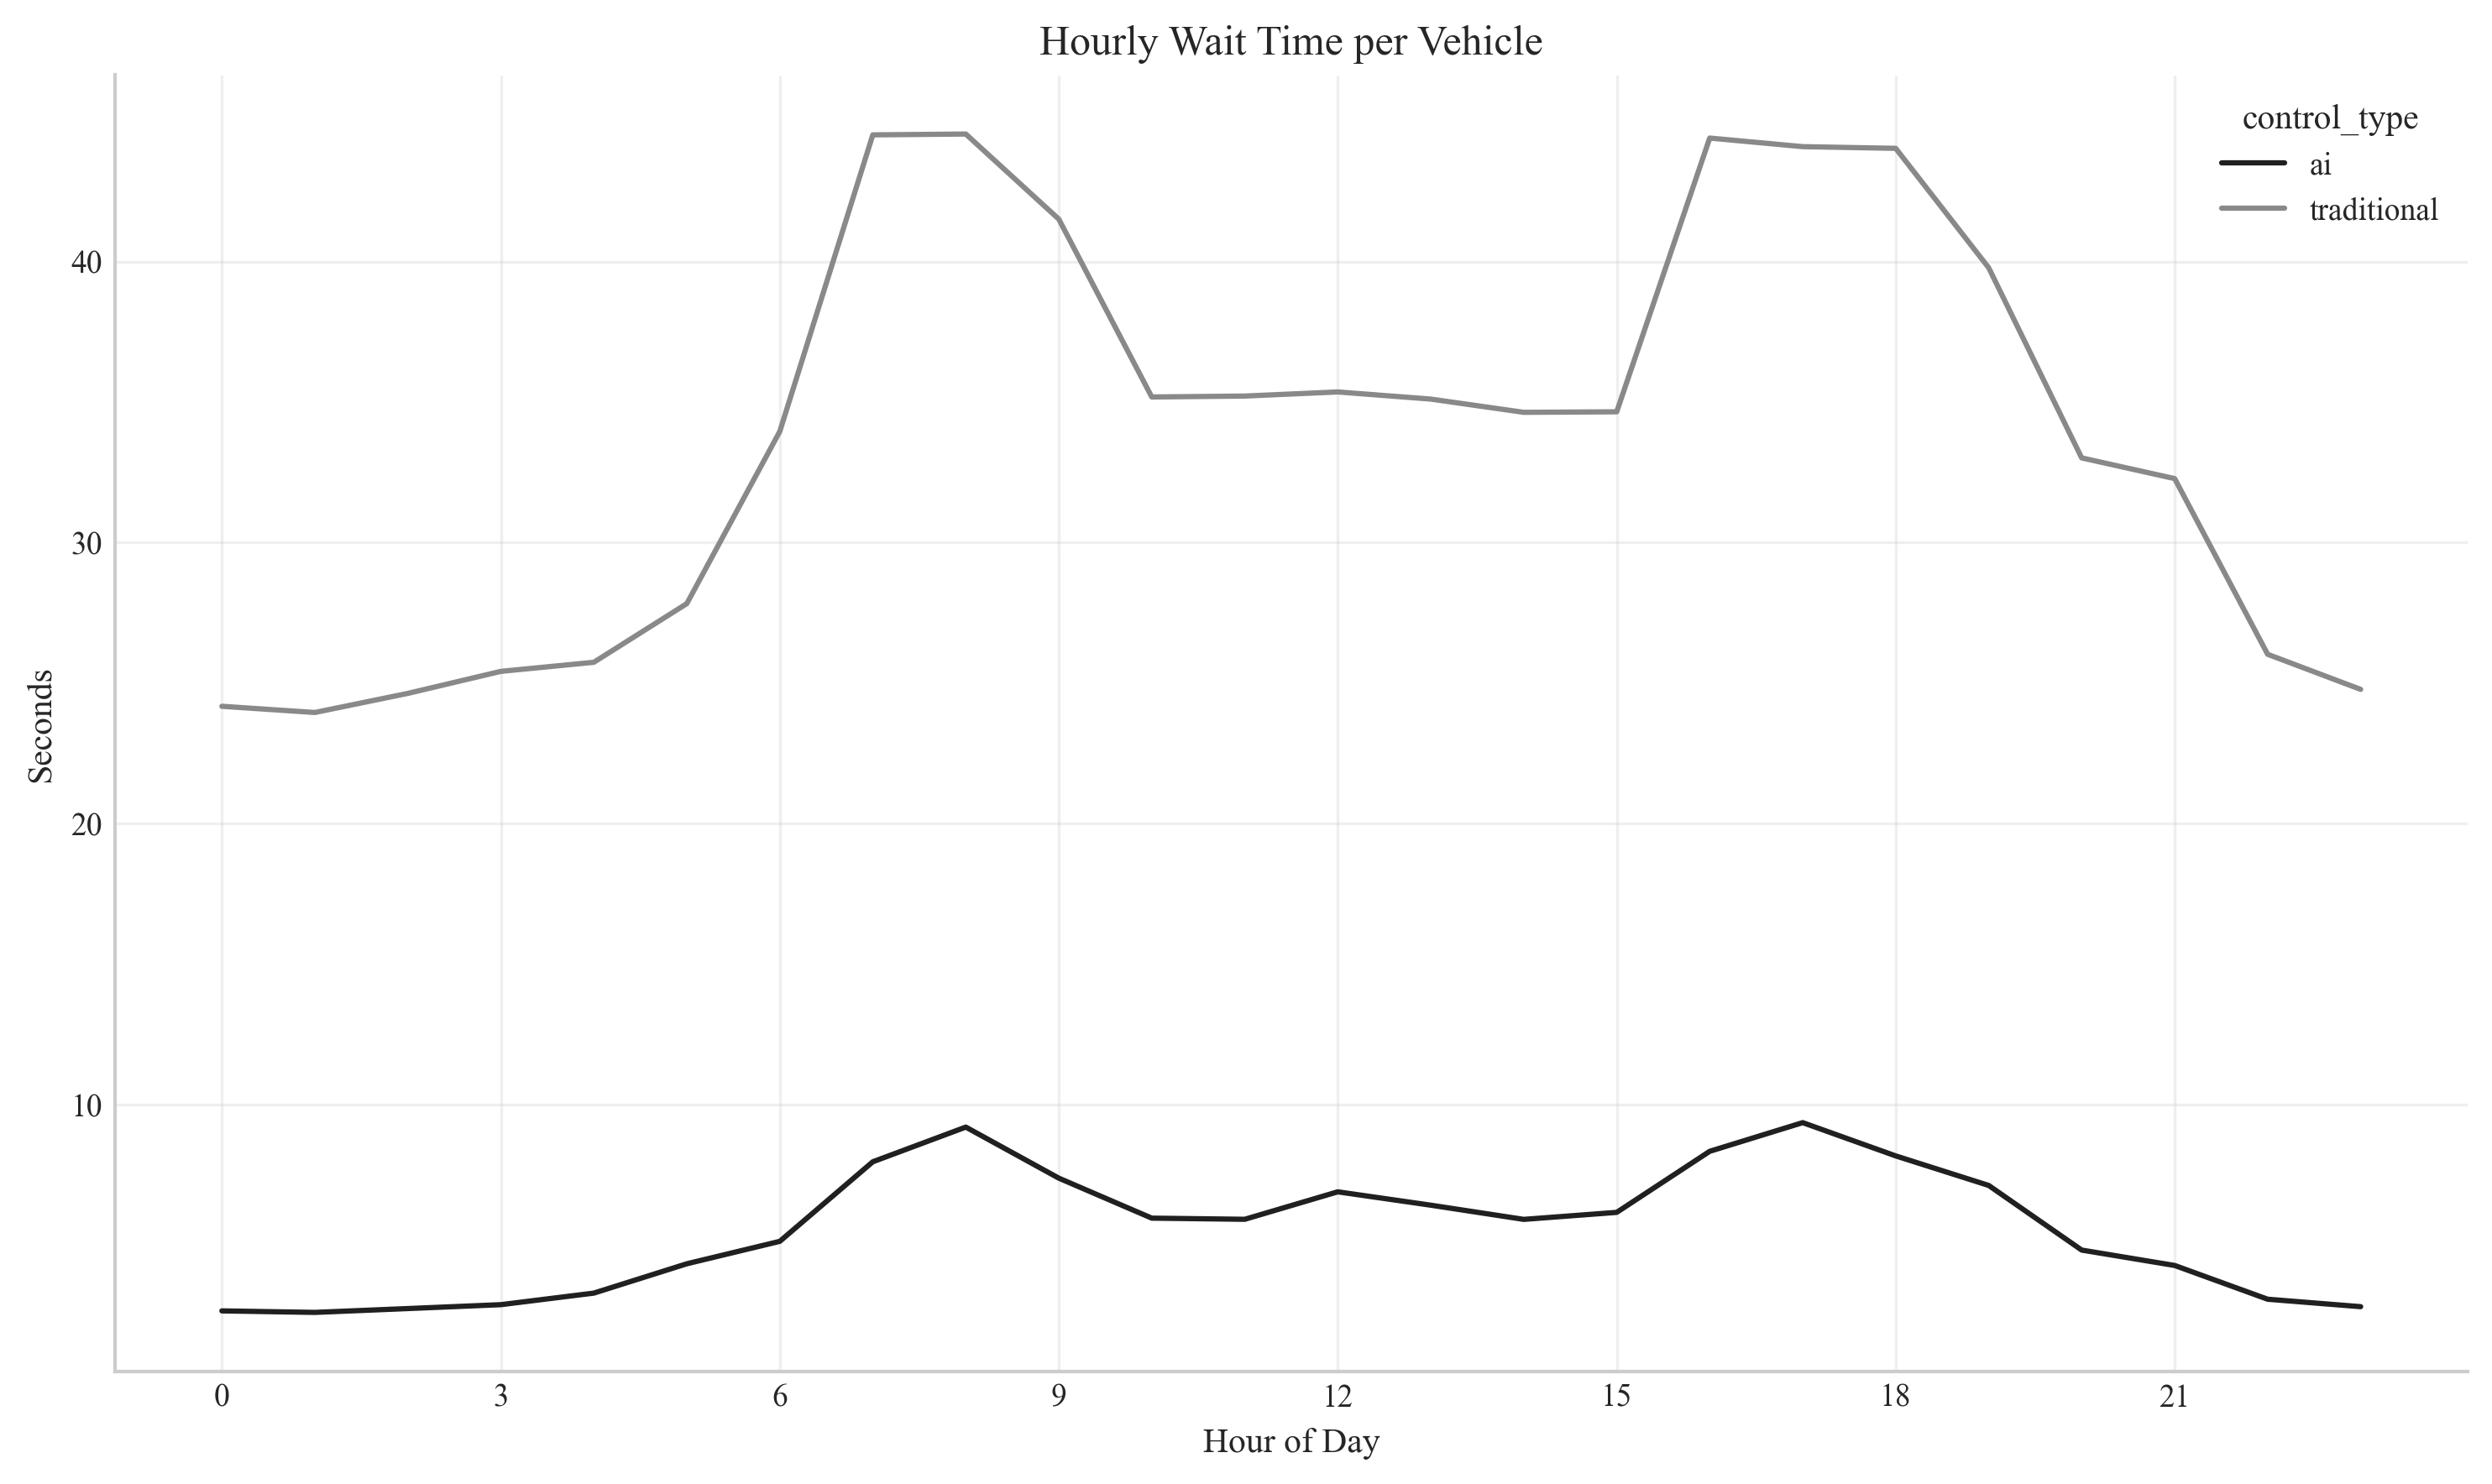 Hourly Wait Time per Vehicle
control_type
ai
traditional
40
30
20
10
Seconds
0 3 6 9 12 15 18 21
Hour of Day